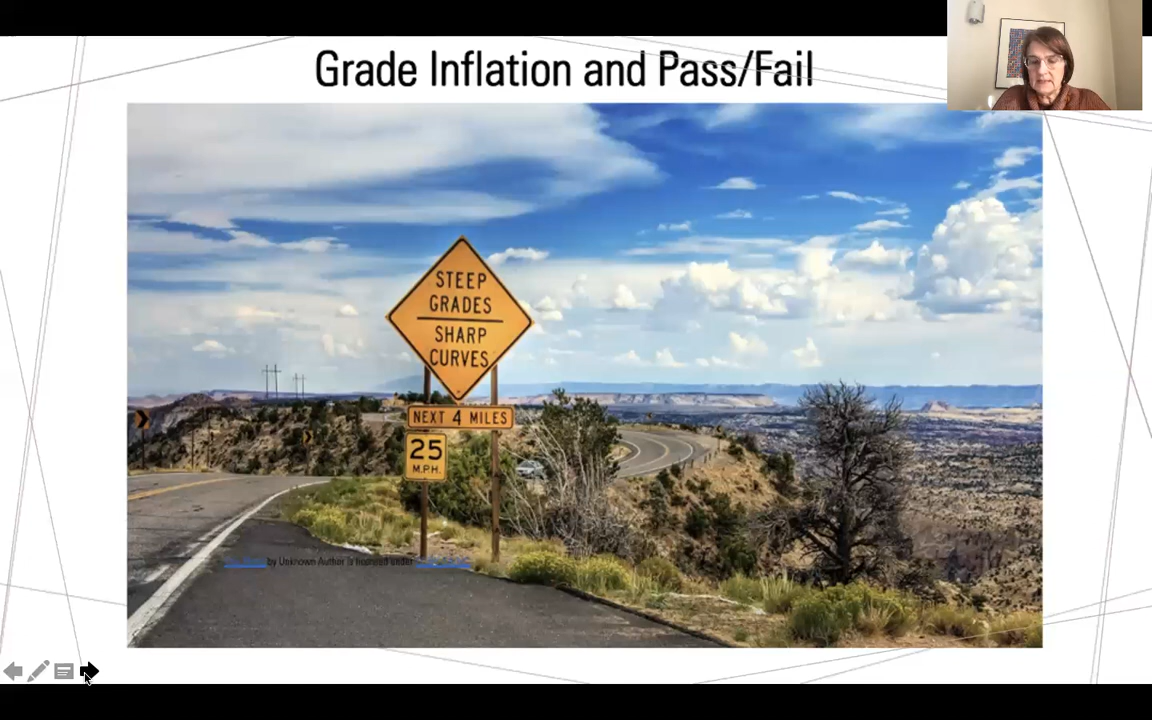 Grade Inflation and Pass/Fail
STEEP
GRADES
SHARP
CURVES
NEXT 4 MILES
25
M.P.H.
by Unknown Author is licensed under